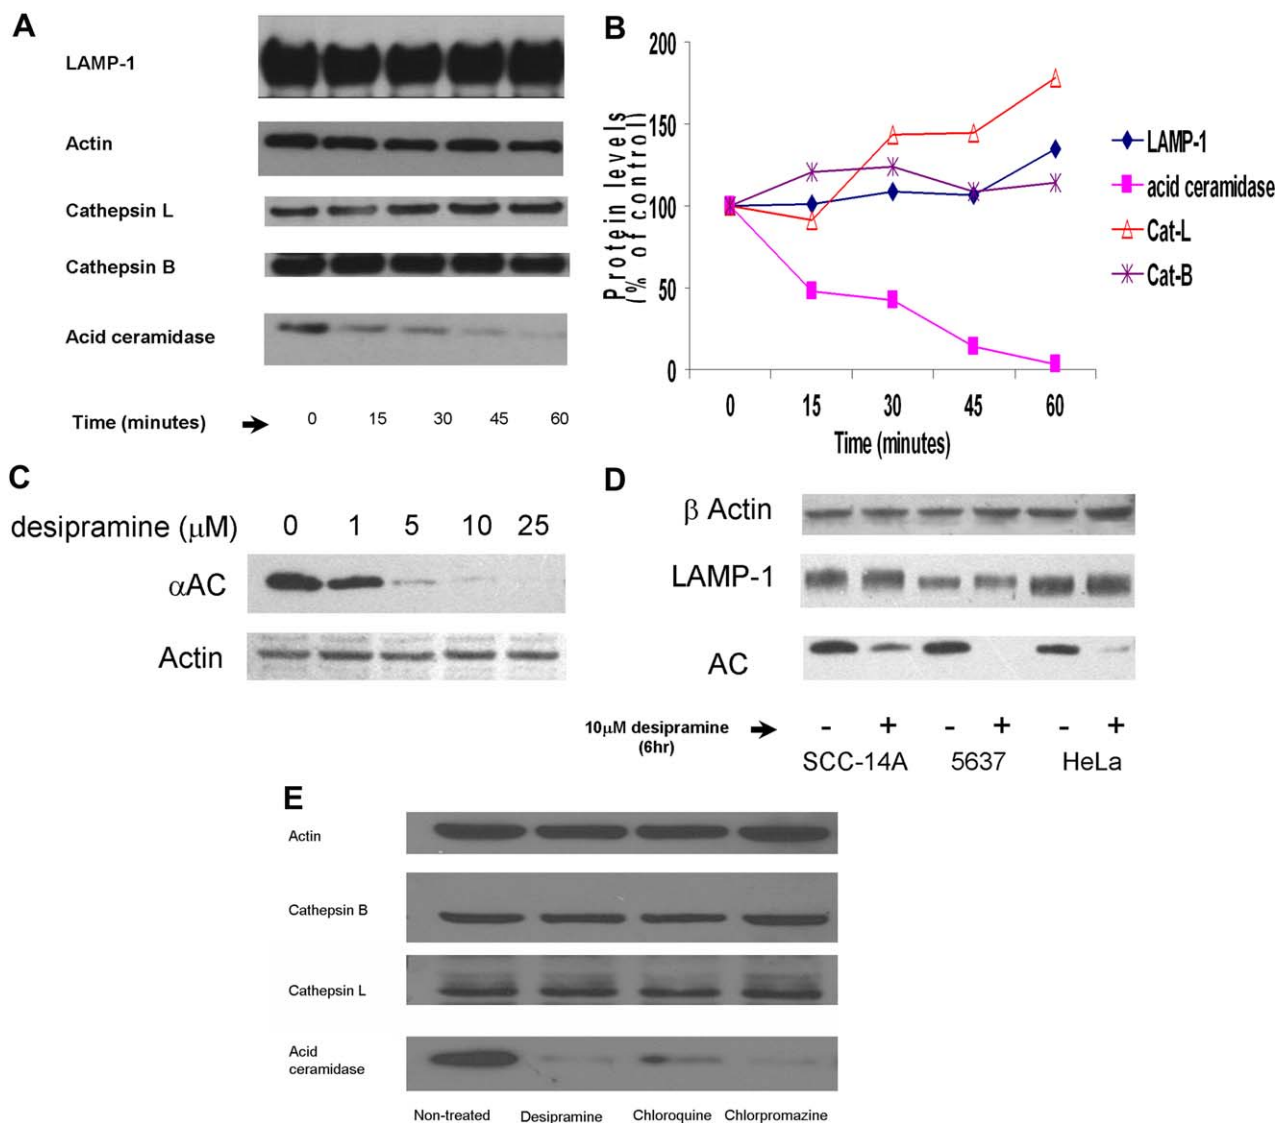 A
LAMP-1
Actin
Cathepsin L
Cathepsin B
Acid ceramidase
Time (minutes) 0 15 30 45 60
B
Protein levels
(% of control)
200
150
100
50
0
0 15 30 45 60
Time (minutes)
LAMP-1
acid ceramidase
Cat-L
Cat-B
C
desipramine (μM) 0 1 5 10 25
αAC
Actin
D
β Actin
LAMP-1
AC
10μM desipramine
(6hr)
- + - + - +
SCC-14A 5637 HeLa
E
Actin
Cathepsin B
Cathepsin L
Acid
ceramidase
Non-treated Desipramine Chloroquine Chlorpromazine